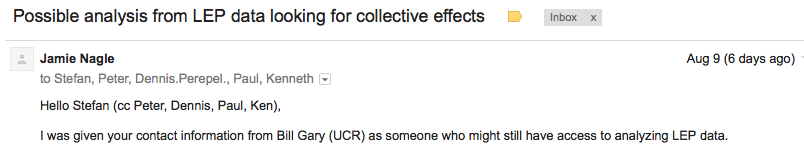 Possible analysis from LEP data looking for collective effects Inbox x
Jamie Nagle Aug 9 (6 days ago)
to Stefan, Peter, Dennis.Perepel., Paul, Kenneth
Hello Stefan (cc Peter, Dennis, Paul, Ken),
I was given your contact information from Bill Gary (UCR) as someone who might still have access to analyzing LEP data.